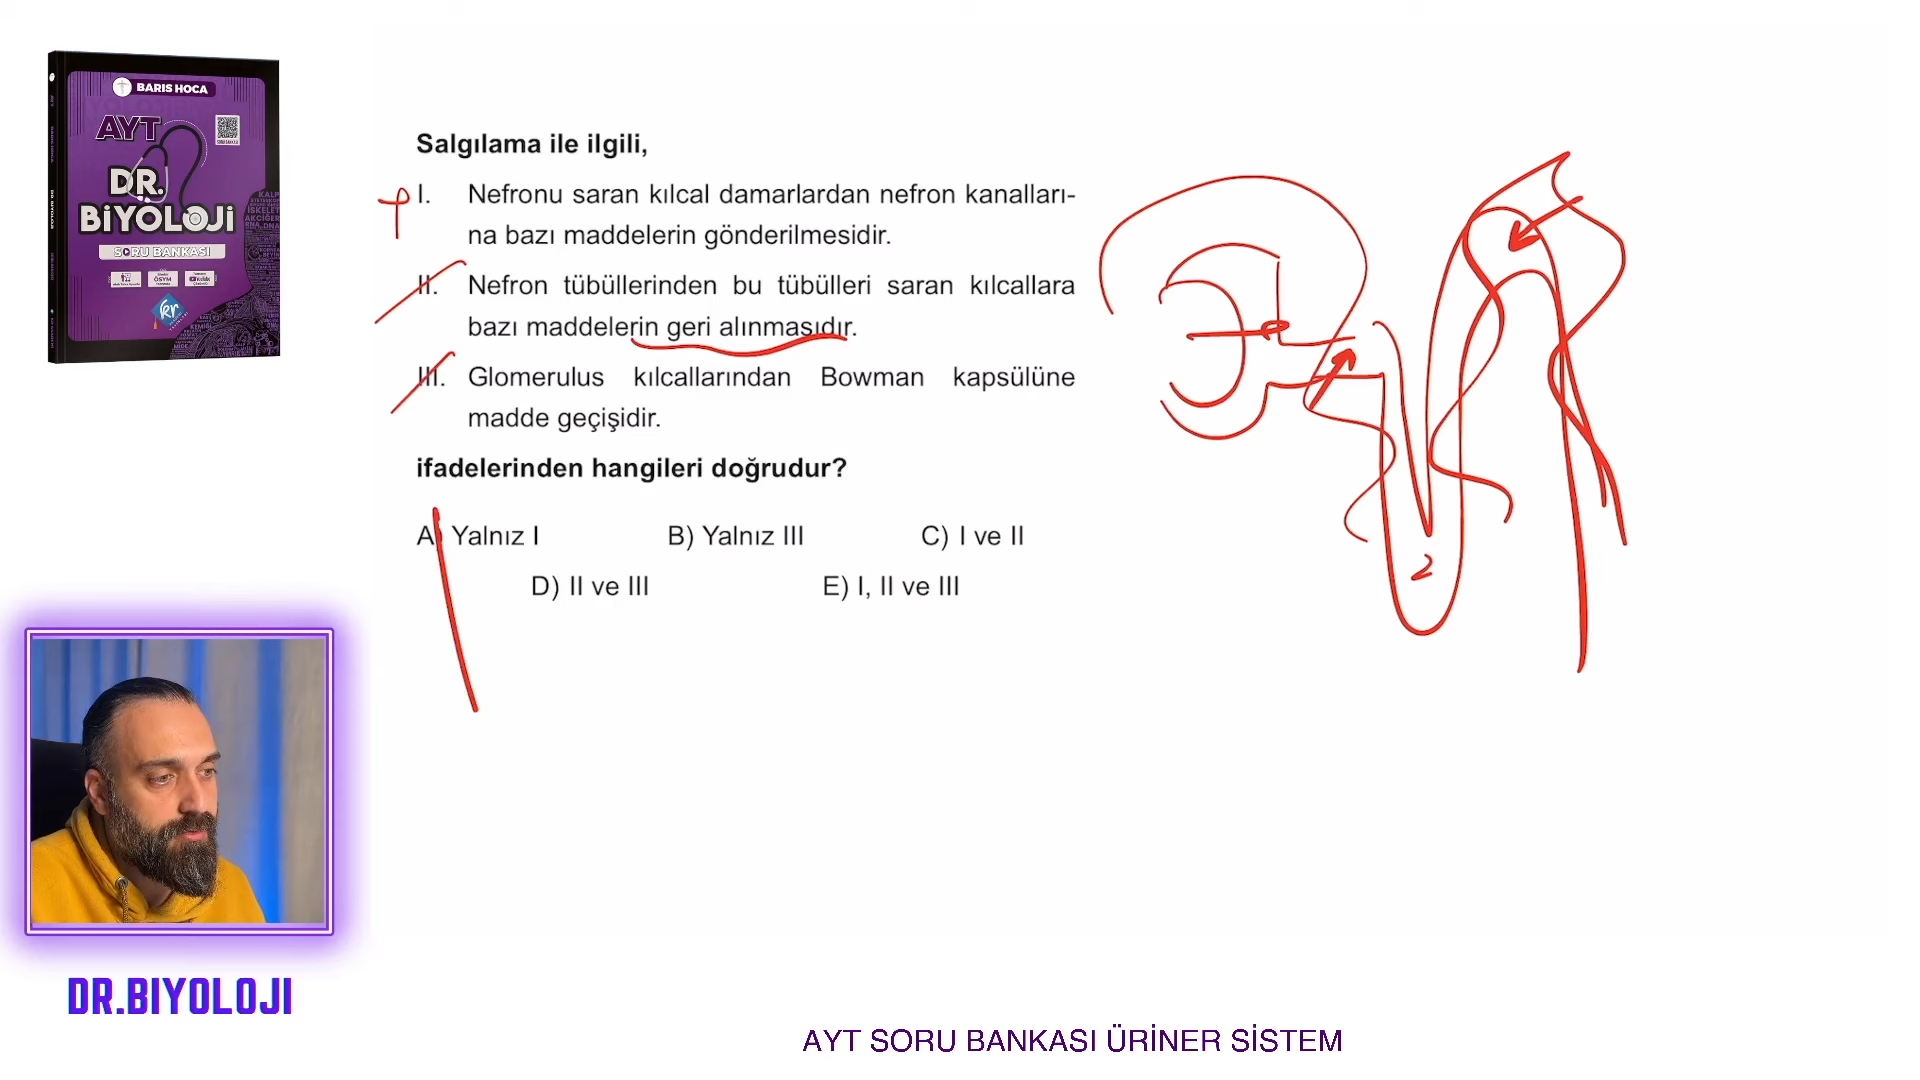 BARIS HOCA
AYT
DR.
BİYOLOJİ
SORU BANKASI
Salgılama ile ilgili,
I. Nefronu saran kılcal damarlardan nefron kanalları-
na bazı maddelerin gönderilmesidir.
II. Nefron tübüllerinden bu tübülleri saran kılcallara
bazı maddelerin geri alınmasıdır.
III. Glomerulus kılcallarından Bowman kapsülüne
madde geçişidir.
ifadelerinden hangileri doğrudur?
A) Yalnız I B) Yalnız III C) I ve II
D) II ve III E) I, II ve III
2
DR.BIYOLOJI
AYT SORU BANKASI ÜRİNER SİSTEM